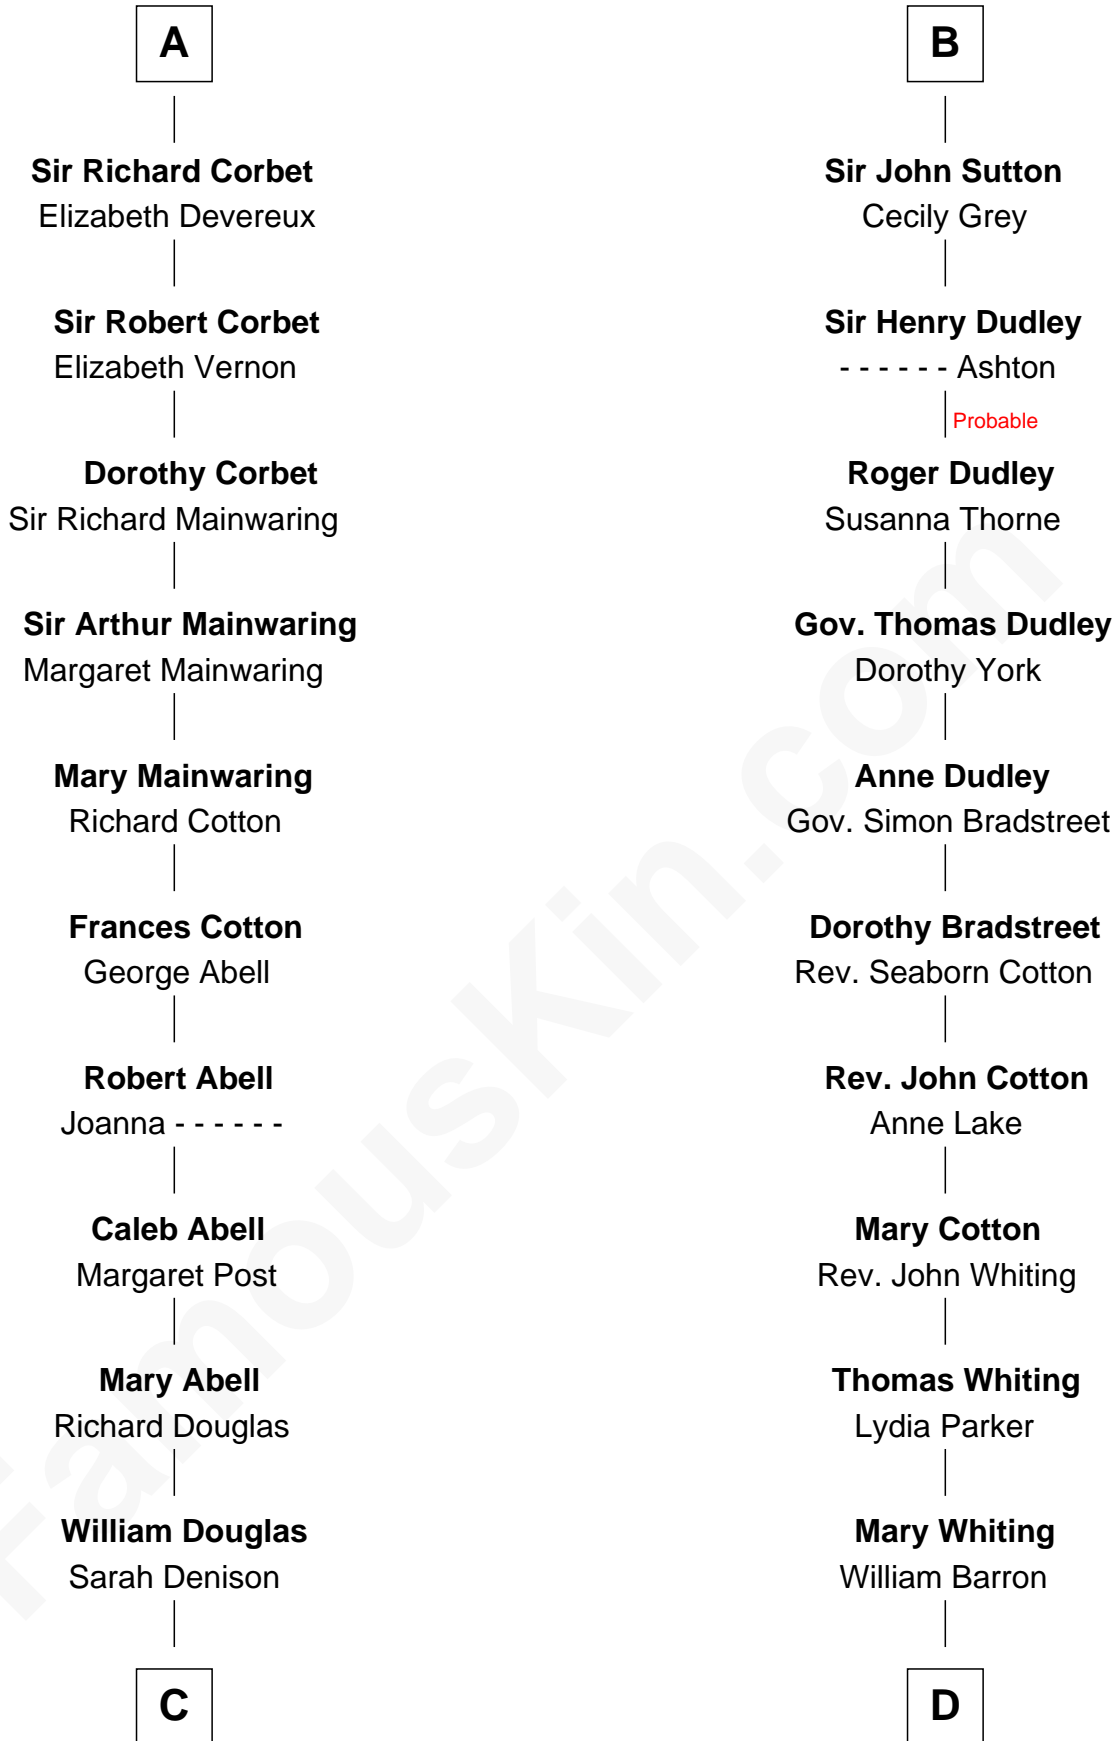 A
Sir Richard Corbet
Elizabeth Devereux
Sir Robert Corbet
Elizabeth Vernon
Dorothy Corbet
Sir Richard Mainwaring
Sir Arthur Mainwaring
Margaret Mainwaring
Mary Mainwaring
Richard Cotton
Frances Cotton
George Abell
Robert Abell
Joanna - - - - - -
Caleb Abell
Margaret Post
Mary Abell
Richard Douglas
William Douglas
Sarah Denison
C
B
Sir John Sutton
Cecily Grey
Sir Henry Dudley
- - - - - - Ashton
Probable
Roger Dudley
Susanna Thorne
Gov. Thomas Dudley
Dorothy York
Anne Dudley
Gov. Simon Bradstreet
Dorothy Bradstreet
Rev. Seaborn Cotton
Rev. John Cotton
Anne Lake
Mary Cotton
Rev. John Whiting
Thomas Whiting
Lydia Parker
Mary Whiting
William Barron
D
FamousKin.com